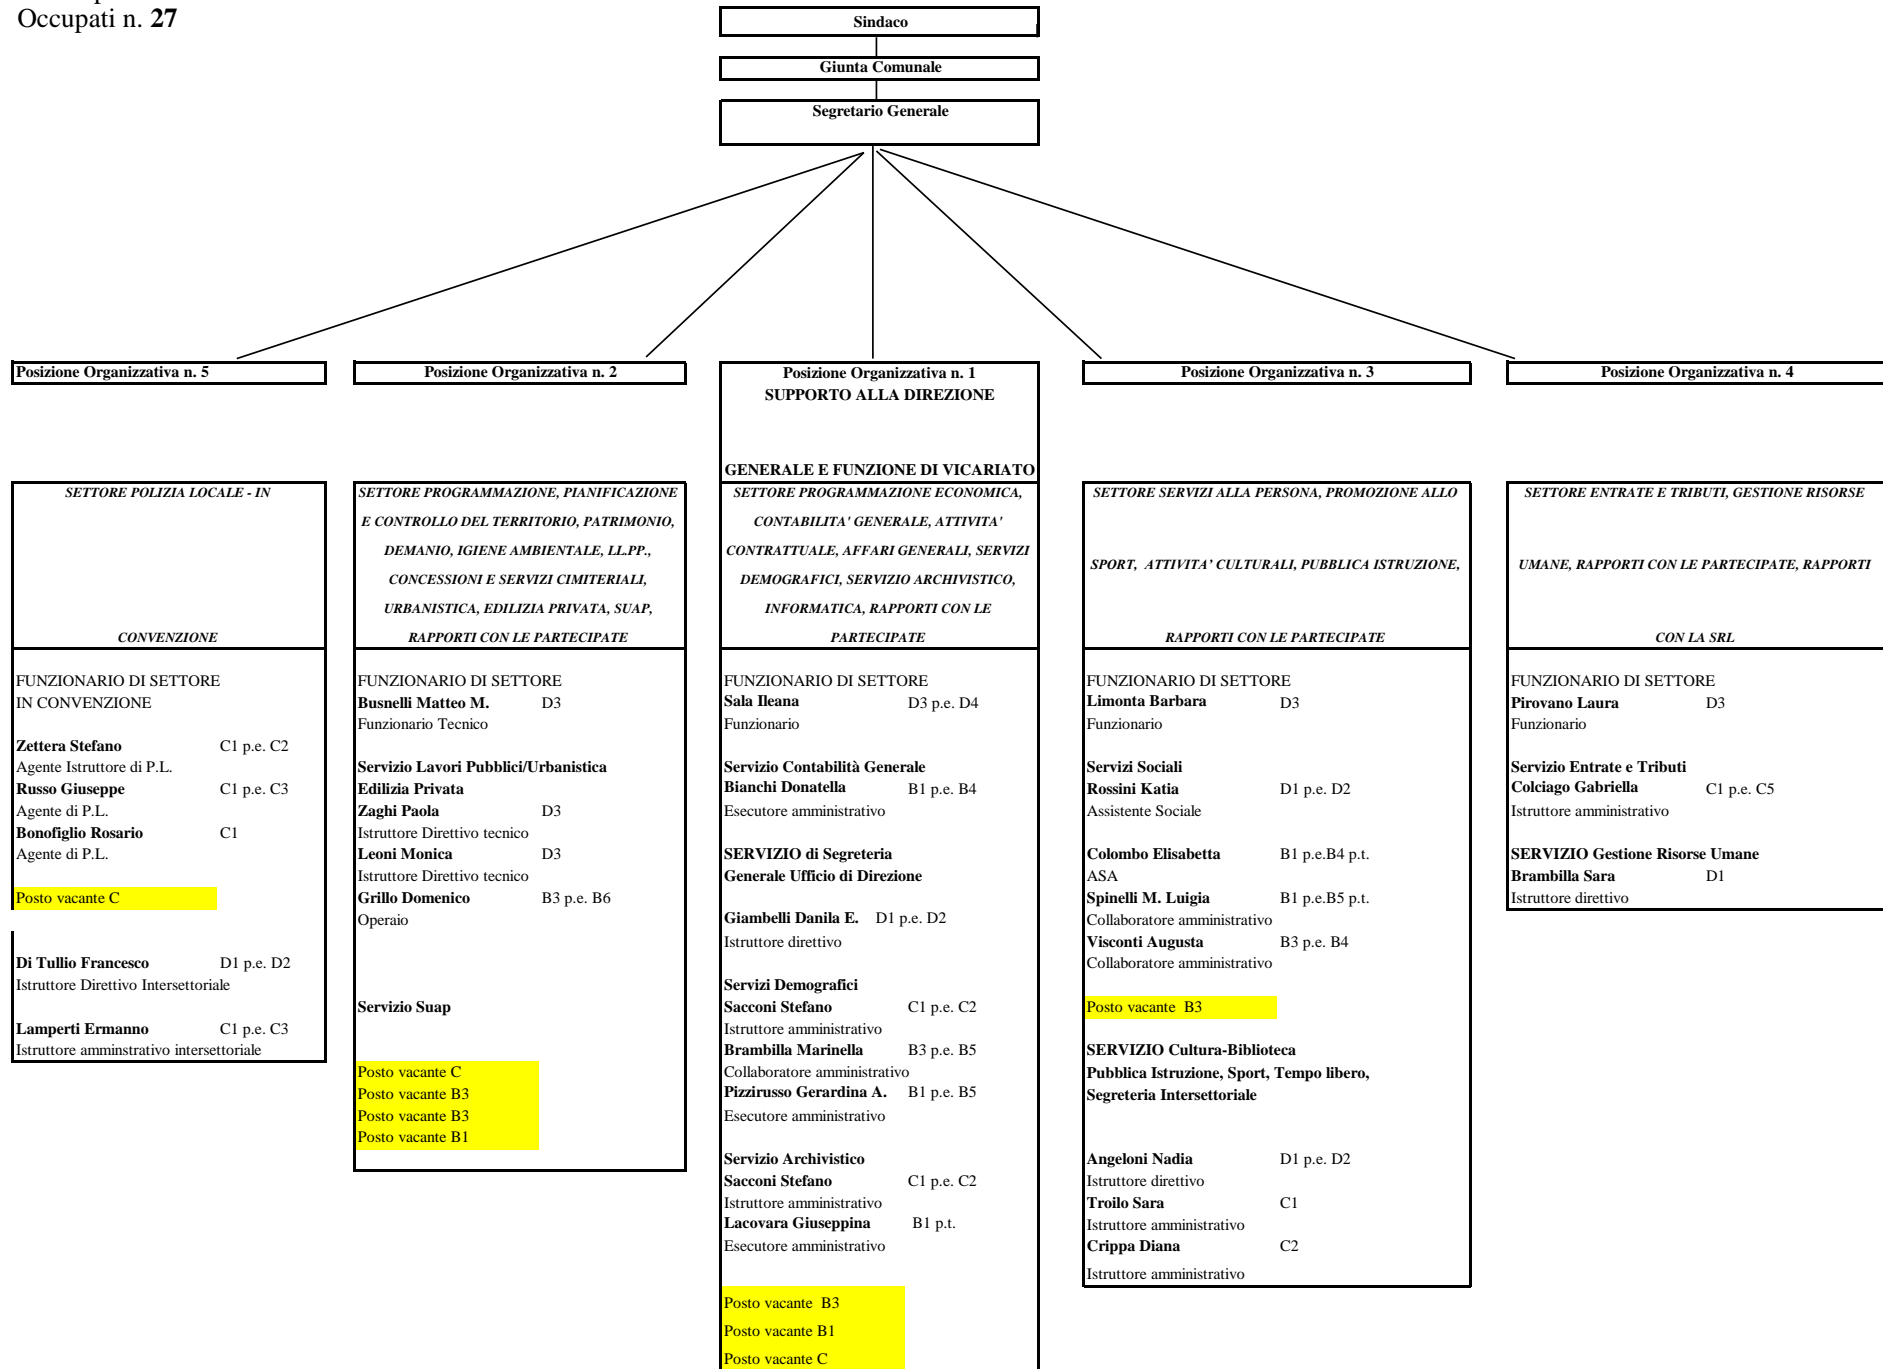 Occupati n. 27
Sindaco
Giunta Comunale
Segretario Generale
Posizione Organizzativa n. 5
SETTORE POLIZIA LOCALE - IN
CONVENZIONE
FUNZIONARIO DI SETTORE
IN CONVENZIONE
Zettera Stefano C1 p.e. C2
Agente Istruttore di P.L.
Russo Giuseppe C1 p.e. C3
Agente di P.L.
Bonofiglio Rosario C1
Agente di P.L.
Posto vacante C
Di Tullio Francesco D1 p.e. D2
Istruttore Direttivo Intersettoriale
Lamperti Ermanno C1 p.e. C3
Istruttore amminstrativo intersettoriale
Posizione Organizzativa n. 2
SETTORE PROGRAMMAZIONE, PIANIFICAZIONE
E CONTROLLO DEL TERRITORIO, PATRIMONIO,
DEMANIO, IGIENE AMBIENTALE, LL.PP.,
CONCESSIONI E SERVIZI CIMITERIALI,
URBANISTICA, EDILIZIA PRIVATA, SUAP,
RAPPORTI CON LE PARTECIPATE
FUNZIONARIO DI SETTORE
Busnelli Matteo M. D3
Funzionario Tecnico
Servizio Lavori Pubblici/Urbanistica
Edilizia Privata
Zaghi Paola D3
Istruttore Direttivo tecnico
Leoni Monica D3
Istruttore Direttivo tecnico
Grillo Domenico B3 p.e. B6
Operaio
Servizio Suap
Posto vacante C
Posto vacante B3
Posto vacante B3
Posto vacante B1
Posizione Organizzativa n. 1
SUPPORTO ALLA DIREZIONE
GENERALE E FUNZIONE DI VICARIATO
SETTORE PROGRAMMAZIONE ECONOMICA,
CONTABILITA' GENERALE, ATTIVITA'
CONTRATTUALE, AFFARI GENERALI, SERVIZI
DEMOGRAFICI, SERVIZIO ARCHIVISTICO,
INFORMATICA, RAPPORTI CON LE
PARTECIPATE
FUNZIONARIO DI SETTORE
Sala Ileana D3 p.e. D4
Funzionario
Servizio Contabilità Generale
Bianchi Donatella B1 p.e. B4
Esecutore amministrativo
SERVIZIO di Segreteria
Generale Ufficio di Direzione
Giambelli Danila E. D1 p.e. D2
Istruttore direttivo
Servizi Demografici
Sacconi Stefano C1 p.e. C2
Istruttore amministrativo
Brambilla Marinella B3 p.e. B5
Collaboratore amministrativo
Pizzirusso Gerardina A. B1 p.e. B5
Esecutore amministrativo
Servizio Archivistico
Sacconi Stefano C1 p.e. C2
Istruttore amministrativo
Lacovara Giuseppina B1 p.t.
Esecutore amministrativo
Posto vacante B3
Posto vacante B1
Posto vacante C
Posizione Organizzativa n. 3
SETTORE SERVIZI ALLA PERSONA, PROMOZIONE ALLO
SPORT, ATTIVITA' CULTURALI, PUBBLICA ISTRUZIONE,
RAPPORTI CON LE PARTECIPATE
FUNZIONARIO DI SETTORE
Limonta Barbara D3
Funzionario
Servizi Sociali
Rossini Katia D1 p.e. D2
Assistente Sociale
Colombo Elisabetta B1 p.e.B4 p.t.
ASA
Spinelli M. Luigia B1 p.e.B5 p.t.
Collaboratore amministrativo
Visconti Augusta B3 p.e. B4
Collaboratore amministrativo
Posto vacante B3
SERVIZIO Cultura-Biblioteca
Pubblica Istruzione, Sport, Tempo libero,
Segreteria Intersettoriale
Angeloni Nadia D1 p.e. D2
Istruttore direttivo
Troilo Sara C1
Istruttore amministrativo
Crippa Diana C2
Istruttore amministrativo
Posizione Organizzativa n. 4
SETTORE ENTRATE E TRIBUTI, GESTIONE RISORSE
UMANE, RAPPORTI CON LE PARTECIPATE, RAPPORTI
CON LA SRL
FUNZIONARIO DI SETTORE
Pirovano Laura D3
Funzionario
Servizio Entrate e Tributi
Colciago Gabriella C1 p.e. C5
Istruttore amministrativo
SERVIZIO Gestione Risorse Umane
Brambilla Sara D1
Istruttore direttivo